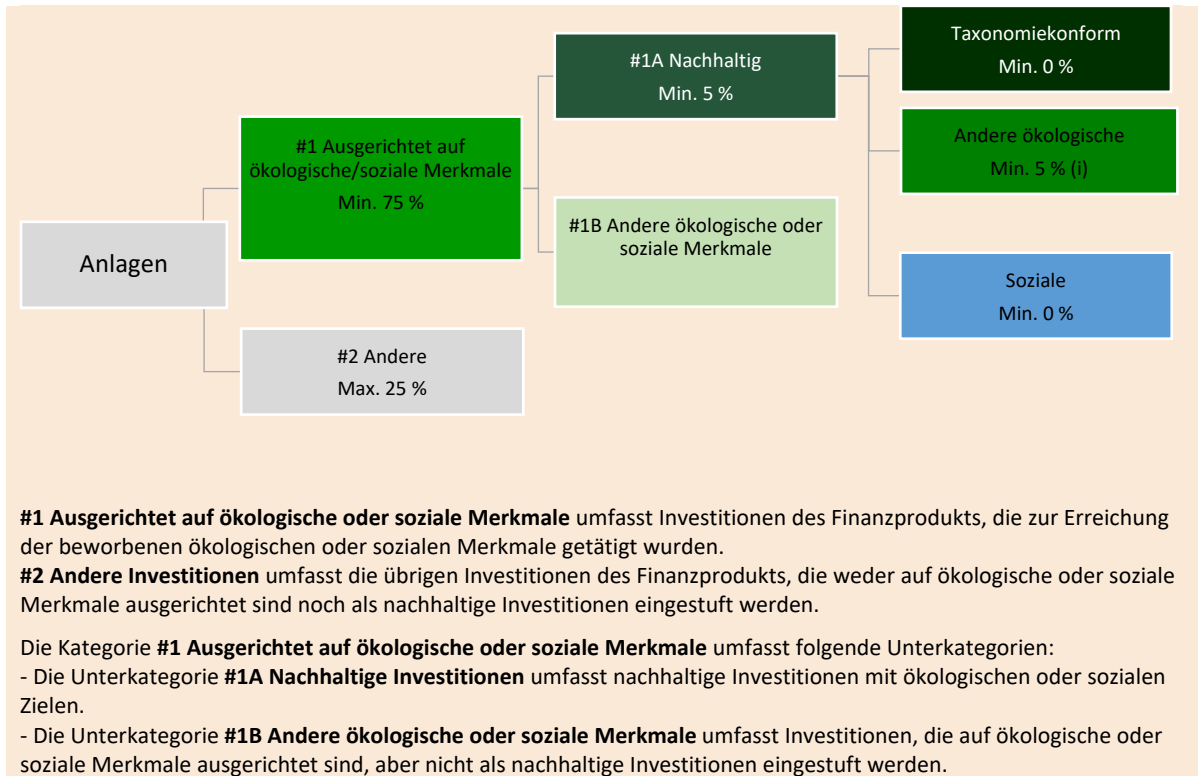 Anlagen
#1 Ausgerichtet auf
ökologische/soziale Merkmale
Min. 75 %
#2 Andere
Max. 25 %
#1A Nachhaltig
Min. 5 %
#1B Andere ökologische oder
soziale Merkmale
Taxonomiekonform
Min. 0 %
Andere ökologische
Min. 5 % (i)
Soziale
Min. 0 %
#1 Ausgerichtet auf ökologische oder soziale Merkmale umfasst Investitionen des Finanzprodukts, die zur Erreichung
der beworbenen ökologischen oder sozialen Merkmale getätigt wurden.
#2 Andere Investitionen umfasst die übrigen Investitionen des Finanzprodukts, die weder auf ökologische oder soziale
Merkmale ausgerichtet sind noch als nachhaltige Investitionen eingestuft werden.
Die Kategorie #1 Ausgerichtet auf ökologische oder soziale Merkmale umfasst folgende Unterkategorien:
- Die Unterkategorie #1A Nachhaltige Investitionen umfasst nachhaltige Investitionen mit ökologischen oder sozialen
Zielen.
- Die Unterkategorie #1B Andere ökologische oder soziale Merkmale umfasst Investitionen, die auf ökologische oder
soziale Merkmale ausgerichtet sind, aber nicht als nachhaltige Investitionen eingestuft werden.